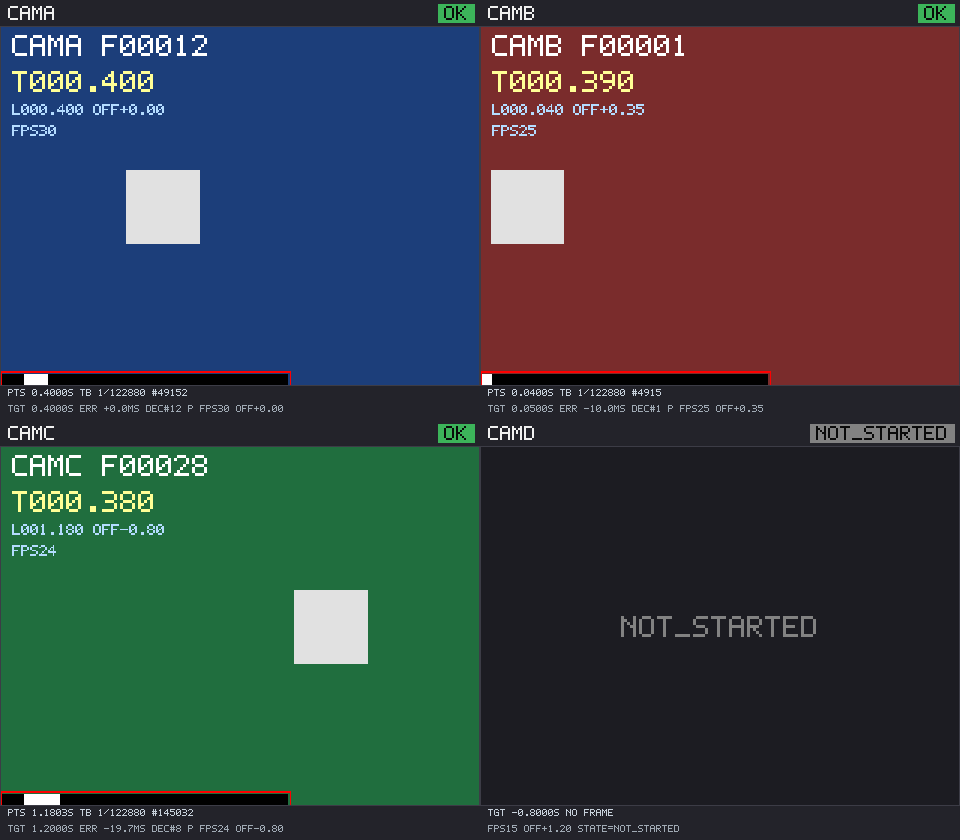 CAMA OK
CAMA F00012
T000.400
L000.400 OFF+0.00
FPS30
PTS 0.4000S TB 1/122880 #49152
TGT 0.4000S ERR +0.0MS DEC#12 P FPS30 OFF+0.00
CAMB OK
CAMB F00001
T000.390
L000.040 OFF+0.35
FPS25
PTS 0.0400S TB 1/122880 #4915
TGT 0.0500S ERR -10.0MS DEC#1 P FPS25 OFF+0.35
CAMC OK
CAMC F00028
T000.380
L001.180 OFF-0.80
FPS24
PTS 1.1803S TB 1/122880 #145032
TGT 1.2000S ERR -19.7MS DEC#8 P FPS24 OFF-0.80
CAMD NOT_STARTED
NOT_STARTED
TGT -0.8000S NO FRAME
FPS15 OFF+1.20 STATE=NOT_STARTED